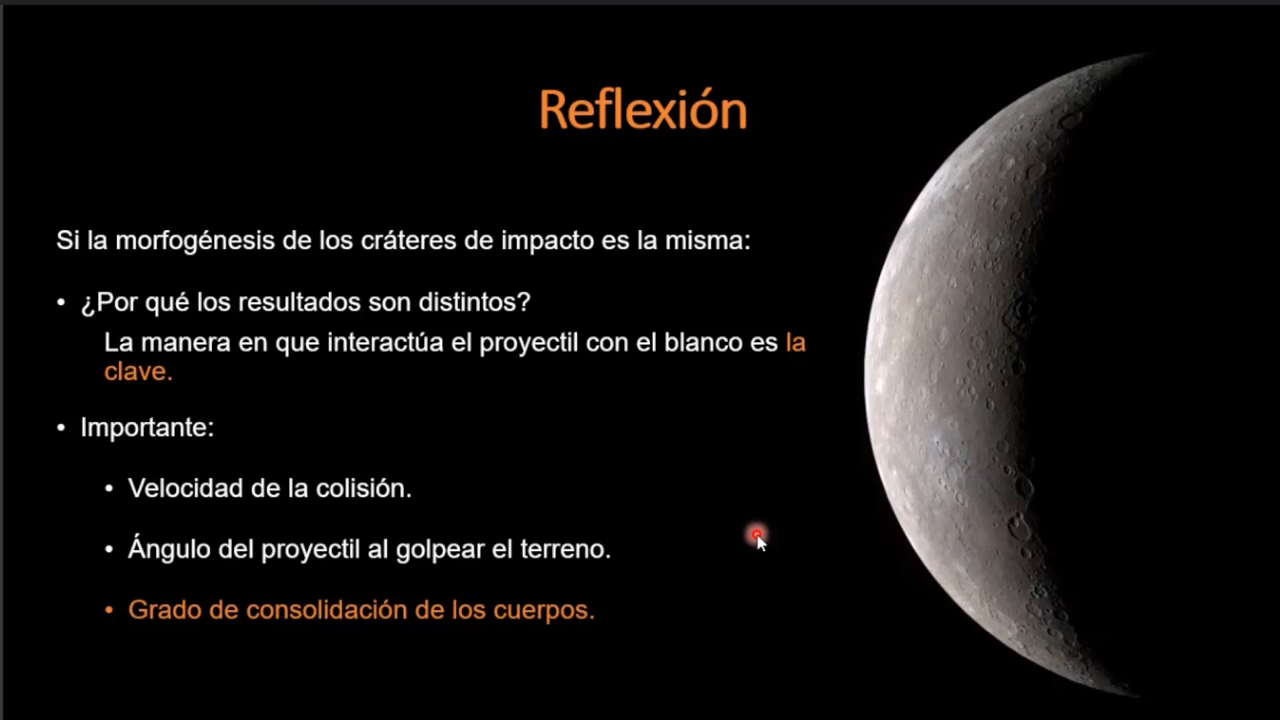 Reflexión
Si la morfogénesis de los cráteres de impacto es la misma:
• ¿Por qué los resultados son distintos?
La manera en que interactúa el proyectil con el blanco es la
clave.
• Importante:
• Velocidad de la colisión.
• Ángulo del proyectil al golpear el terreno.
• Grado de consolidación de los cuerpos.